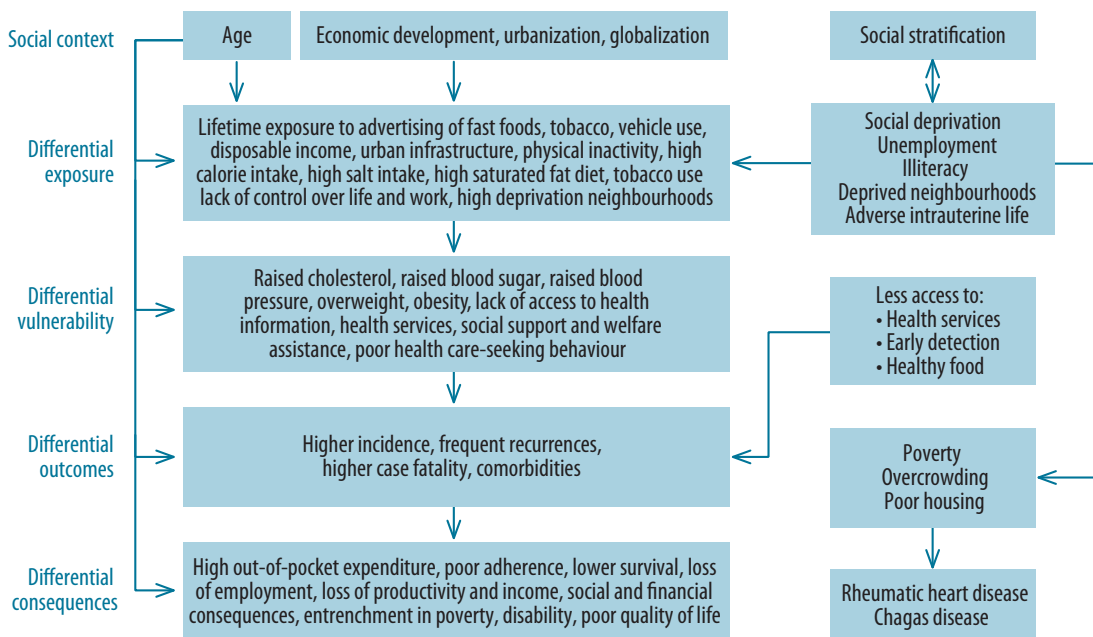 Social context
Age
Economic development, urbanization, globalization
Social stratification
Differential
exposure
Lifetime exposure to advertising of fast foods, tobacco, vehicle use,
disposable income, urban infrastructure, physical inactivity, high
calorie intake, high salt intake, high saturated fat diet, tobacco use
lack of control over life and work, high deprivation neighbourhoods
Social deprivation
Unemployment
Illiteracy
Deprived neighbourhoods
Adverse intrauterine life
Differential
vulnerability
Raised cholesterol, raised blood sugar, raised blood
pressure, overweight, obesity, lack of access to health
information, health services, social support and welfare
assistance, poor health care-seeking behaviour
Less access to:
• Health services
• Early detection
• Healthy food
Differential
outcomes
Higher incidence, frequent recurrences,
higher case fatality, comorbidities
Poverty
Overcrowding
Poor housing
Differential
consequences
High out-of-pocket expenditure, poor adherence, lower survival, loss
of employment, loss of productivity and income, social and financial
consequences, entrenchment in poverty, disability, poor quality of life
Rheumatic heart disease
Chagas disease